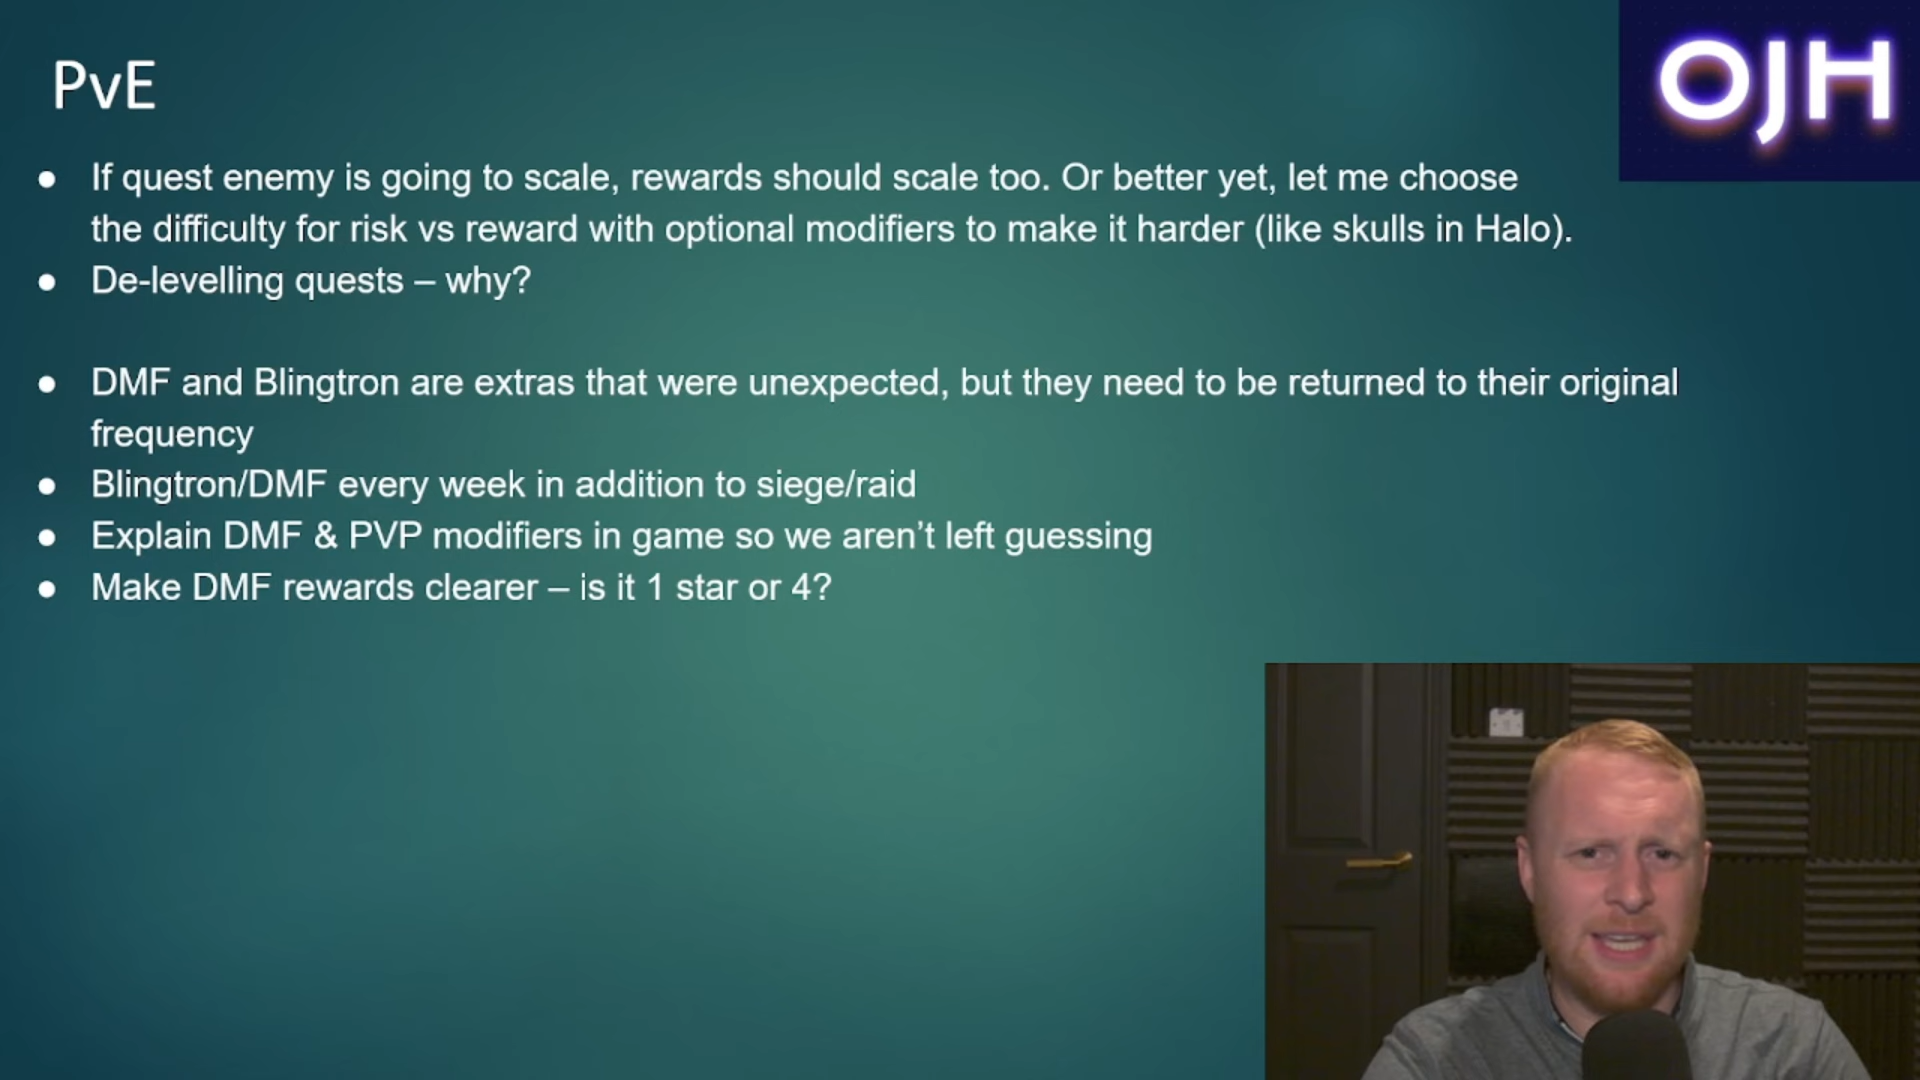 PvE
OJH
● If quest enemy is going to scale, rewards should scale too. Or better yet, let me choose
the difficulty for risk vs reward with optional modifiers to make it harder (like skulls in Halo).
● De-levelling quests – why?
● DMF and Blingtron are extras that were unexpected, but they need to be returned to their original
frequency
● Blingtron/DMF every week in addition to siege/raid
● Explain DMF & PVP modifiers in game so we aren’t left guessing
● Make DMF rewards clearer – is it 1 star or 4?